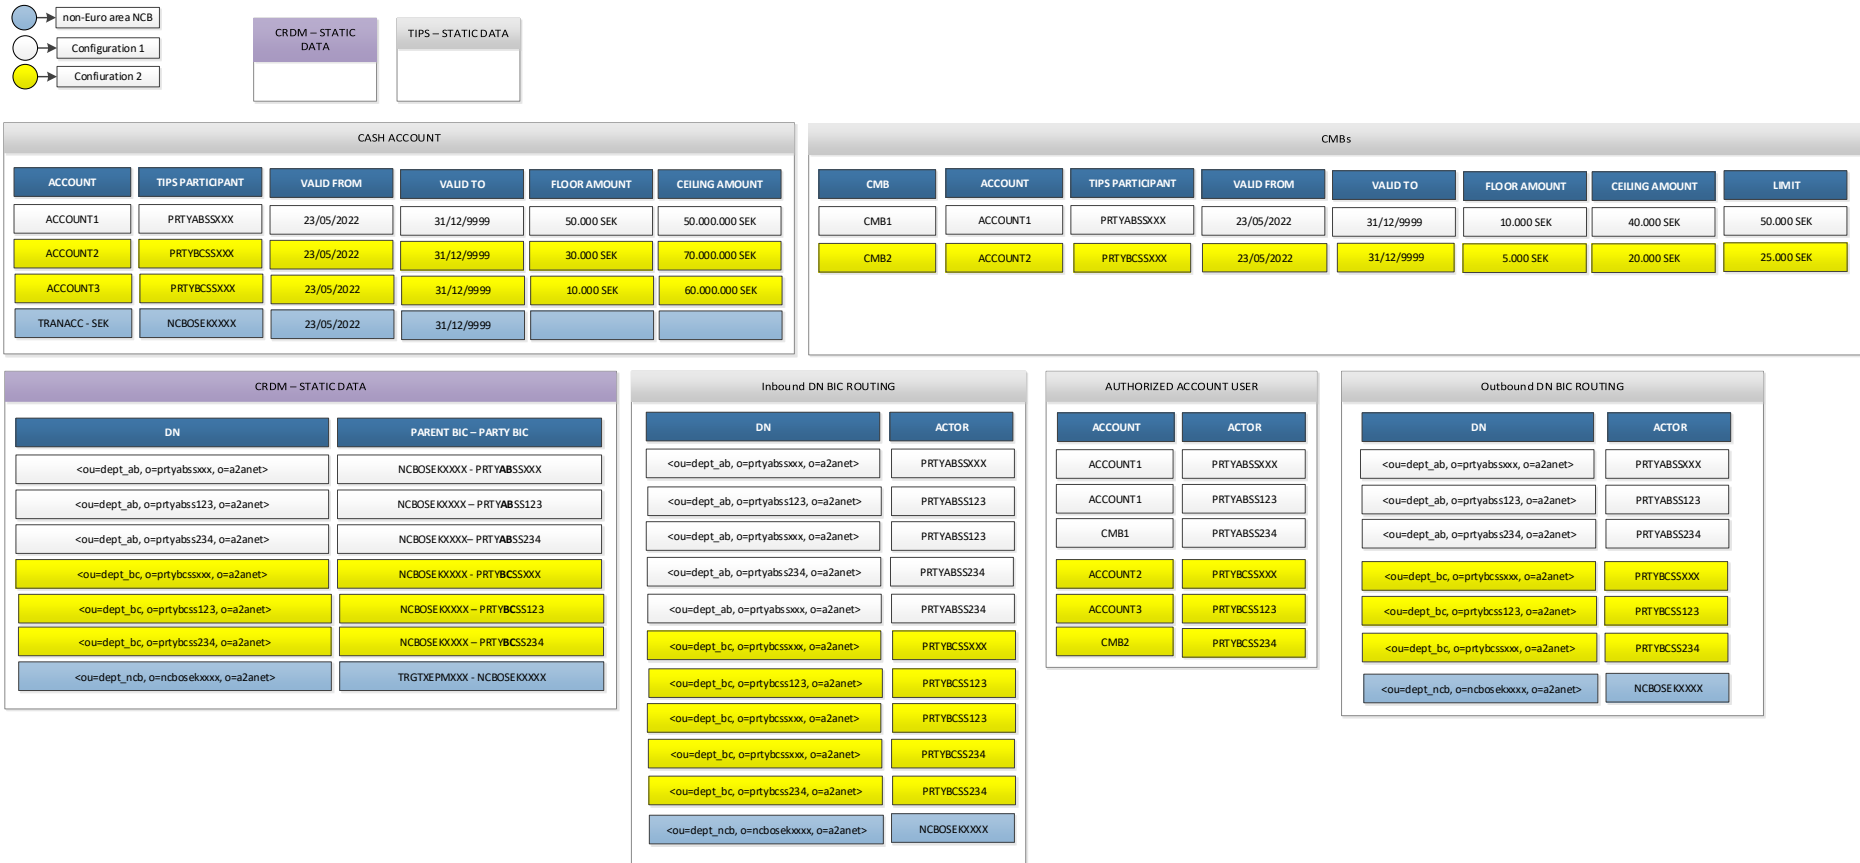 non-Euro area NCB
Configuration 1
Confiuration 2
CRDM – STATIC
DATA
TIPS – STATIC DATA
CASH ACCOUNT
ACCOUNT TIPS PARTICIPANT VALID FROM VALID TO FLOOR AMOUNT CEILING AMOUNT
ACCOUNT1 PRTYABSSXXX 23/05/2022 31/12/9999 50.000 SEK 50.000.000 SEK
ACCOUNT2 PRTYBCSSXXX 23/05/2022 31/12/9999 30.000 SEK 70.000.000 SEK
ACCOUNT3 PRTYBCSSXXX 23/05/2022 31/12/9999 10.000 SEK 60.000.000 SEK
TRANACC - SEK NCBOSEKXXXX 23/05/2022 31/12/9999
CMBs
CMB ACCOUNT TIPS PARTICIPANT VALID FROM VALID TO FLOOR AMOUNT CEILING AMOUNT LIMIT
CMB1 ACCOUNT1 PRTYABSSXXX 23/05/2022 31/12/9999 10.000 SEK 40.000 SEK 50.000 SEK
CMB2 ACCOUNT2 PRTYBCSSXXX 23/05/2022 31/12/9999 5.000 SEK 20.000 SEK 25.000 SEK
CRDM – STATIC DATA
DN PARENT BIC – PARTY BIC
<ou=dept_ab, o=prtyabssxxx, o=a2anet> NCBOSEKXXXX - PRTYABSSXXX
<ou=dept_ab, o=prtyabss123, o=a2anet> NCBOSEKXXXX – PRTYABSS123
<ou=dept_ab, o=prtyabss234, o=a2anet> NCBOSEKXXXX– PRTYABSS234
<ou=dept_bc, o=prtybcssxxx, o=a2anet> NCBOSEKXXXX - PRTYBCSSXXX
<ou=dept_bc, o=prtybcss123, o=a2anet> NCBOSEKXXXX – PRTYBCSS123
<ou=dept_bc, o=prtybcss234, o=a2anet> NCBOSEKXXXX – PRTYBCSS234
<ou=dept_ncb, o=ncbosekxxxx, o=a2anet> TRGTXEPMXXX - NCBOSEKXXXX
Inbound DN BIC ROUTING
DN ACTOR
<ou=dept_ab, o=prtyabssxxx, o=a2anet> PRTYABSSXXX
<ou=dept_ab, o=prtyabss123, o=a2anet> PRTYABSS123
<ou=dept_ab, o=prtyabssxxx, o=a2anet> PRTYABSS123
<ou=dept_ab, o=prtyabss234, o=a2anet> PRTYABSS234
<ou=dept_ab, o=prtyabssxxx, o=a2anet> PRTYABSS234
<ou=dept_bc, o=prtybcssxxx, o=a2anet> PRTYBCSSXXX
<ou=dept_bc, o=prtybcss123, o=a2anet> PRTYBCSS123
<ou=dept_bc, o=prtybcssxxx, o=a2anet> PRTYBCSS123
<ou=dept_bc, o=prtybcssxxx, o=a2anet> PRTYBCSS234
<ou=dept_bc, o=prtybcss234, o=a2anet> PRTYBCSS234
<ou=dept_ncb, o=ncbosekxxxx, o=a2anet> NCBOSEKXXXX
AUTHORIZED ACCOUNT USER
ACCOUNT ACTOR
ACCOUNT1 PRTYABSSXXX
ACCOUNT1 PRTYABSS123
CMB1 PRTYABSS234
ACCOUNT2 PRTYBCSSXXX
ACCOUNT3 PRTYBCSS123
CMB2 PRTYBCSS234
Outbound DN BIC ROUTING
DN ACTOR
<ou=dept_ab, o=prtyabssxxx, o=a2anet> PRTYABSSXXX
<ou=dept_ab, o=prtyabss123, o=a2anet> PRTYABSS123
<ou=dept_ab, o=prtyabss234, o=a2anet> PRTYABSS234
<ou=dept_bc, o=prtybcssxxx, o=a2anet> PRTYBCSSXXX
<ou=dept_bc, o=prtybcss123, o=a2anet> PRTYBCSS123
<ou=dept_bc, o=prtybcssxxx, o=a2anet> PRTYBCSS234
<ou=dept_ncb, o=ncbosekxxxx, o=a2anet> NCBOSEKXXXX